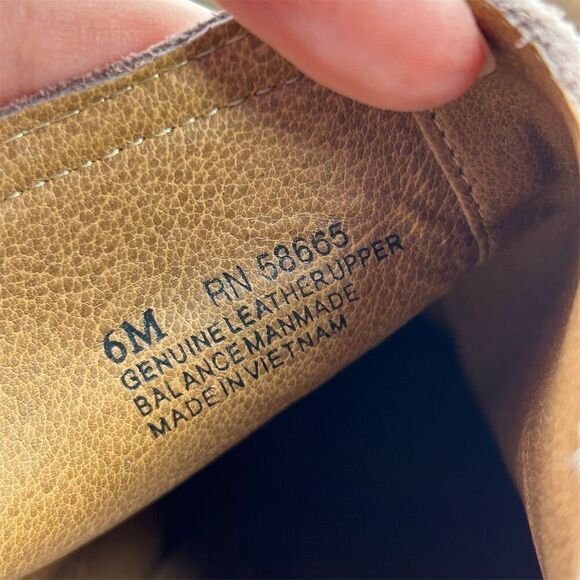 6M RN 58665
GENUINE LEATHER UPPER
BALANCE MANMADE
MADE IN VIETNAM